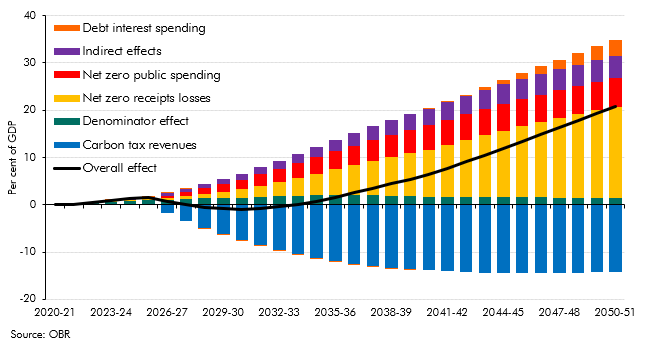 40
30
20
10
0
-10
-20
Per cent of GDP
Debt interest spending
Indirect effects
Net zero public spending
Net zero receipts losses
Denominator effect
Carbon tax revenues
Overall effect
2020-21 2023-24 2026-27 2029-30 2032-33 2035-36 2038-39 2041-42 2044-45 2047-48 2050-51
Source: OBR